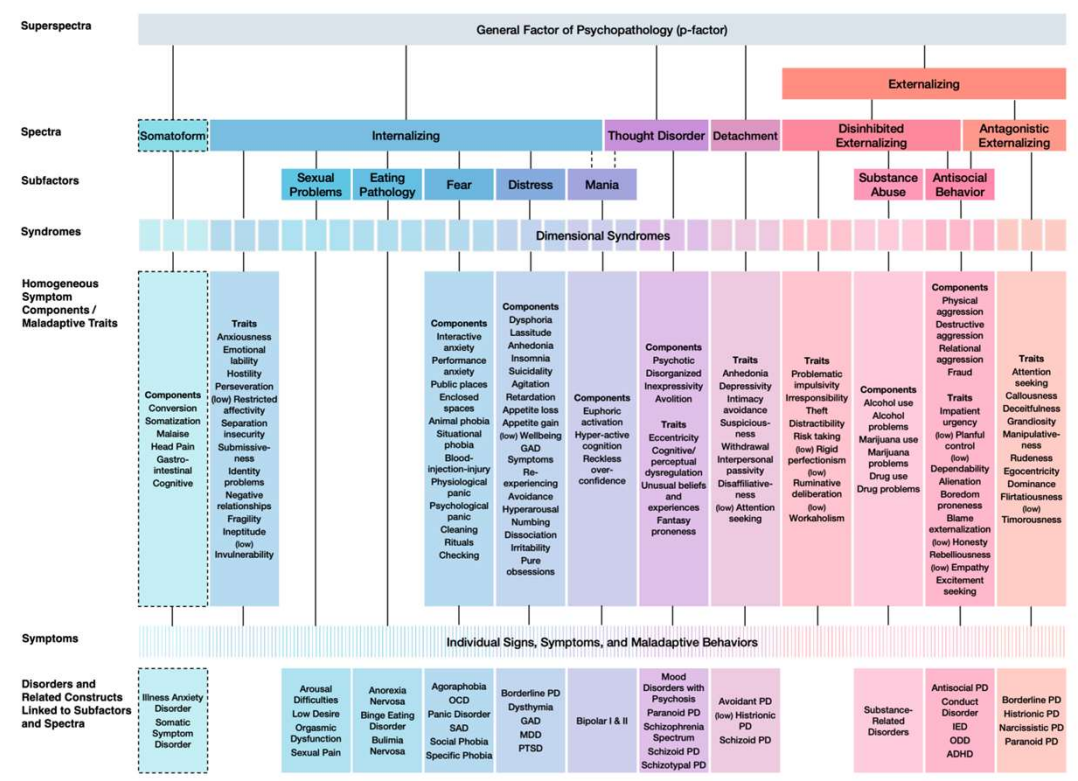 Superspectra
General Factor of Psychopathology (p-factor)
Externalizing
Spectra
Somatoform
Internalizing
Thought Disorder
Detachment
Disinhibited
Externalizing
Antagonistic
Externalizing
Subfactors
Sexual
Problems
Eating
Pathology
Fear
Distress
Mania
Substance
Abuse
Antisocial
Behavior
Syndromes
Dimensional Syndromes
Homogeneous
Symptom
Components /
Maladaptive Traits
Components
Conversion
Somatization
Malaise
Head Pain
Gastro-
intestinal
Cognitive
Traits
Anxiousness
Emotional
lability
Hostility
Perseveration
(low) Restricted
affectivity
Separation
insecurity
Submissive-
ness
Identity
problems
Negative
relationships
Fragility
Ineptitude
(low)
Invulnerability
Components
Interactive
anxiety
Performance
anxiety
Public places
Enclosed
spaces
Animal phobia
Situational
phobia
Blood-
injection-injury
Physiological
panic
Psychological
panic
Cleaning
Rituals
Checking
Components
Dysphoria
Lassitude
Anhedonia
Insomnia
Suicidality
Agitation
Retardation
Appetite loss
Appetite gain
(low) Wellbeing
GAD
Symptoms
Re-
experiencing
Avoidance
Hyperarousal
Numbing
Dissociation
Irritability
Pure
obsessions
Components
Euphoric
activation
Hyper-active
cognition
Reckless
over-
confidence
Components
Psychotic
Disorganized
Inexpressivity
Avolition
Traits
Eccentricity
Cognitive/
perceptual
dysregulation
Unusual beliefs
and
experiences
Fantasy
proneness
Traits
Anhedonia
Depressivity
Intimacy
avoidance
Suspicious-
ness
Withdrawal
Interpersonal
passivity
Disaffiliative-
ness
(low) Attention
seeking
Traits
Problematic
impulsivity
Irresponsibility
Theft
Distractibility
Risk taking
(low) Rigid
perfectionism
(low)
Ruminative
deliberation
(low)
Workaholism
Components
Alcohol use
Alcohol
problems
Marijuana use
Marijuana
problems
Drug use
Drug problems
Components
Physical
aggression
Destructive
aggression
Relational
aggression
Fraud
Traits
Impatient
urgency
(low) Planful
control
(low)
Dependability
Alienation
Boredom
proneness
Blame
externalization
(low) Honesty
Rebelliousness
(low) Empathy
Excitement
seeking
Traits
Attention
seeking
Callousness
Deceitfulness
Grandiosity
Manipulative-
ness
Rudeness
Egocentricity
Dominance
Flirtatiousness
(low)
Timorousness
Symptoms
Individual Signs, Symptoms, and Maladaptive Behaviors
Disorders and
Related Constructs
Linked to Subfactors
and Spectra
Illness Anxiety
Disorder
Somatic
Symptom
Disorder
Arousal
Difficulties
Low Desire
Orgasmic
Dysfunction
Sexual Pain
Anorexia
Nervosa
Binge Eating
Disorder
Bulimia
Nervosa
Agoraphobia
OCD
Panic Disorder
SAD
Social Phobia
Specific Phobia
Borderline PD
Dysthymia
GAD
MDD
PTSD
Bipolar I & II
Mood
Disorders with
Psychosis
Paranoid PD
Schizophrenia
Spectrum
Schizoid PD
Schizotypal PD
Avoidant PD
(low) Histrionic
PD
Schizoid PD
Substance-
Related
Disorders
Antisocial PD
Conduct
Disorder
IED
ODD
ADHD
Borderline PD
Histrionic PD
Narcissistic PD
Paranoid PD